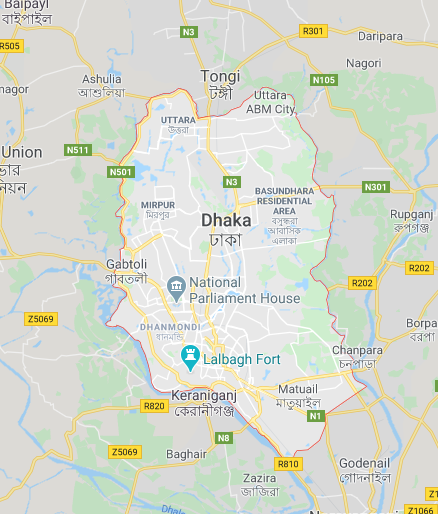 Baipayl
বাইপাইল
R505
N3
R301
Daripara
Ashulia
আশুলিয়া
Tongi
টঙ্গী
N105
Nagori
Uttara
ABM City
UTTARA
উত্তরা
N511
Union
N501
N3
N301
MIRPUR
মিরপুর
BASUNDHARA
RESIDENTIAL
AREA
বসুন্ধরা
আবাসিক
এলাকা
Dhaka
ঢাকা
Rupganj
রুপগঞ্জ
Gabtoli
গাবতলী
R202
R202
National
Parliament House
Z5069
DHANMONDI
ধানমন্ডি
Borpa
বরপা
Lalbagh Fort
Chanpara
চনপাড়া
Keraniganj
কেরানীগঞ্জ
Matuail
মাতুয়াইল
R820
N1
N8
Z5069
Baghair
R810
Godenail
গোদনাইল
Zazira
জাজিরা
Z1066